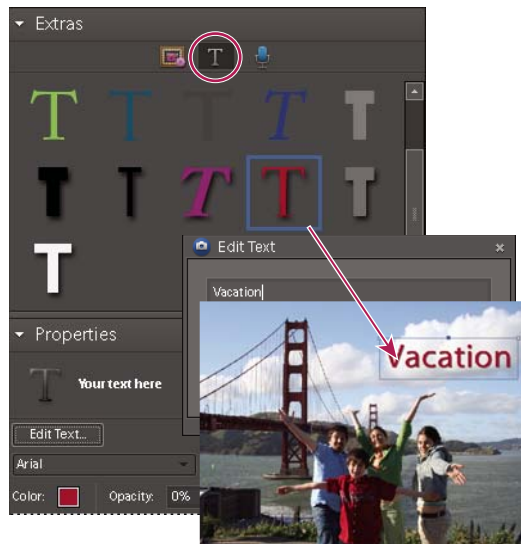 Extras
T
T T T T T
T T T T T
T
Edit Text
Vacation
Vacation
Properties
T Your text here
Edit Text...
Arial
Color: Opacity: 0%